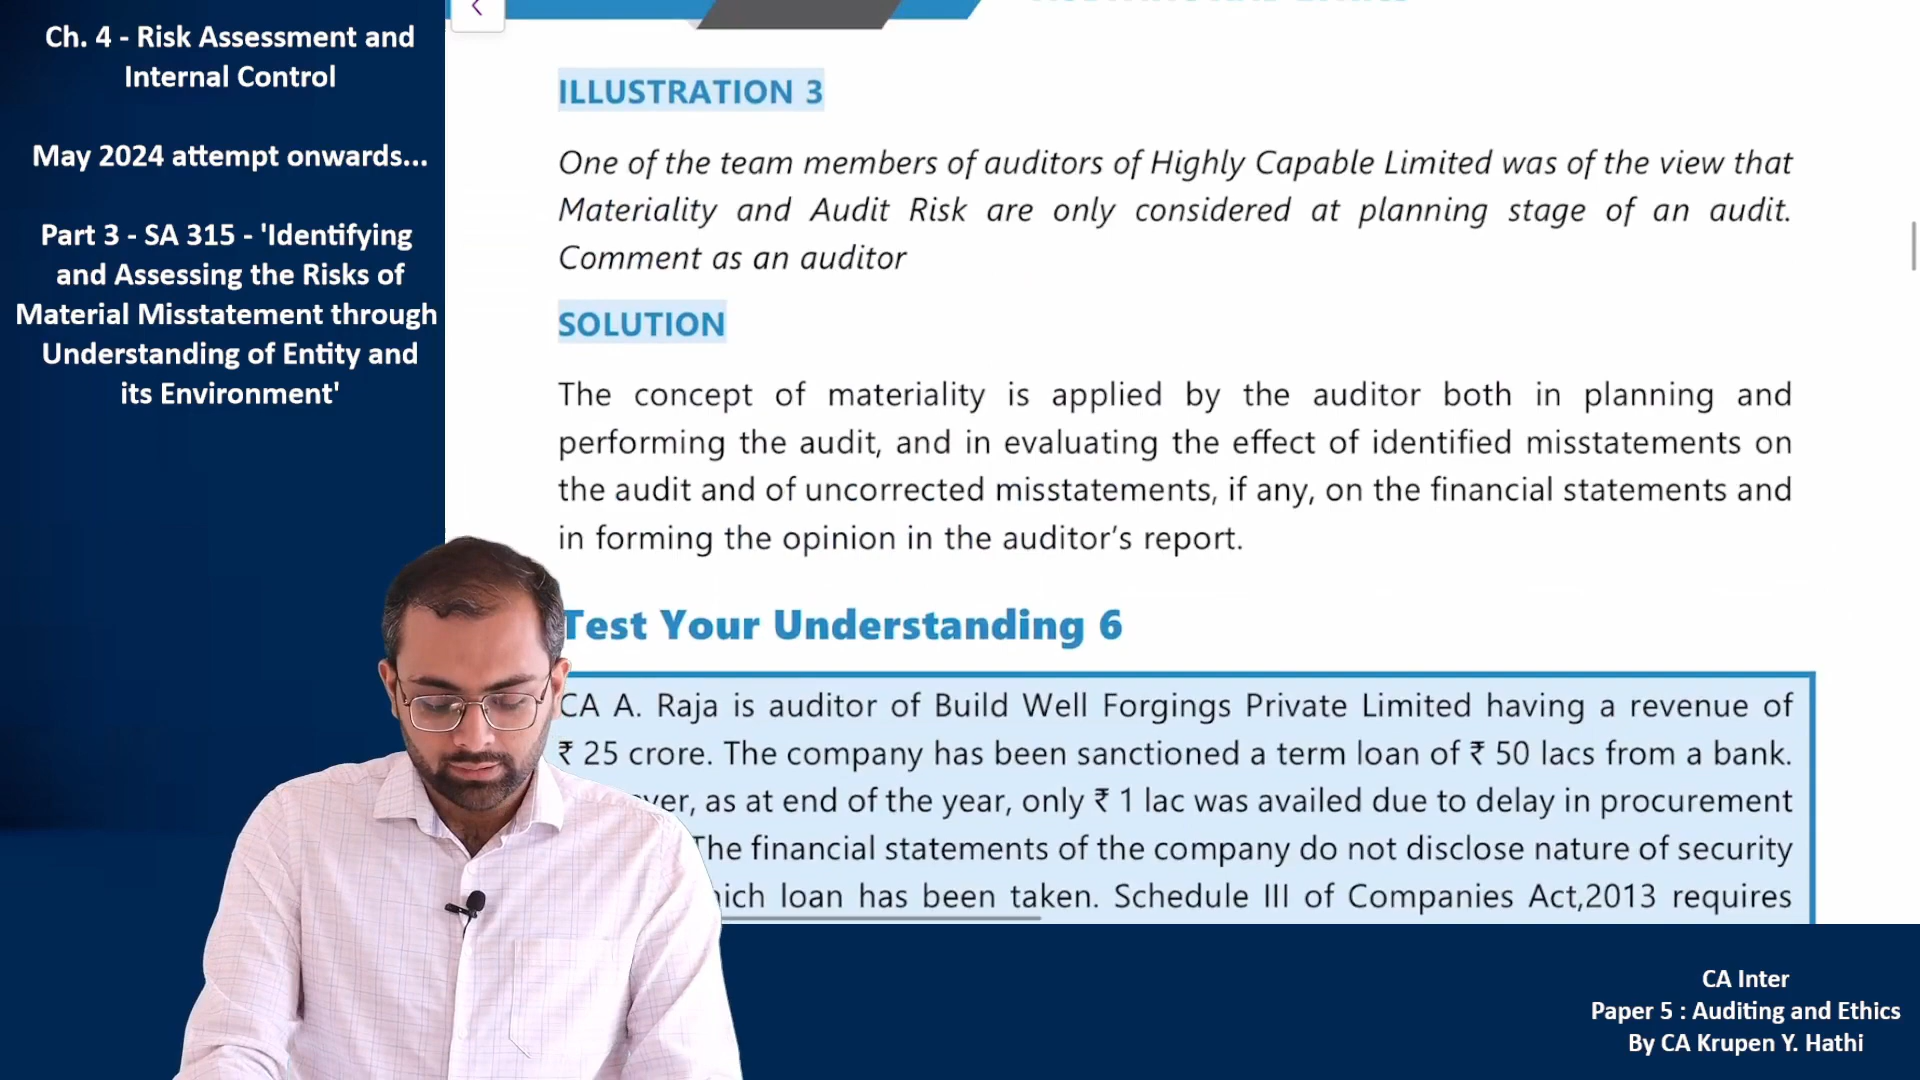 Ch. 4 - Risk Assessment and
Internal Control
May 2024 attempt onwards...
Part 3 - SA 315 - 'Identifying
and Assessing the Risks of
Material Misstatement through
Understanding of Entity and
its Environment'
ILLUSTRATION 3
One of the team members of auditors of Highly Capable Limited was of the view that
Materiality and Audit Risk are only considered at planning stage of an audit.
Comment as an auditor
SOLUTION
The concept of materiality is applied by the auditor both in planning and
performing the audit, and in evaluating the effect of identified misstatements on
the audit and of uncorrected misstatements, if any, on the financial statements and
in forming the opinion in the auditor's report.
Test Your Understanding 6
CA A. Raja is auditor of Build Well Forgings Private Limited having a revenue of
₹ 25 crore. The company has been sanctioned a term loan of ₹ 50 lacs from a bank.
as at end of the year, only ₹ 1 lac was availed due to delay in procurement
The financial statements of the company do not disclose nature of security
loan has been taken. Schedule III of Companies Act,2013 requires
CA Inter
Paper 5 : Auditing and Ethics
By CA Krupen Y. Hathi